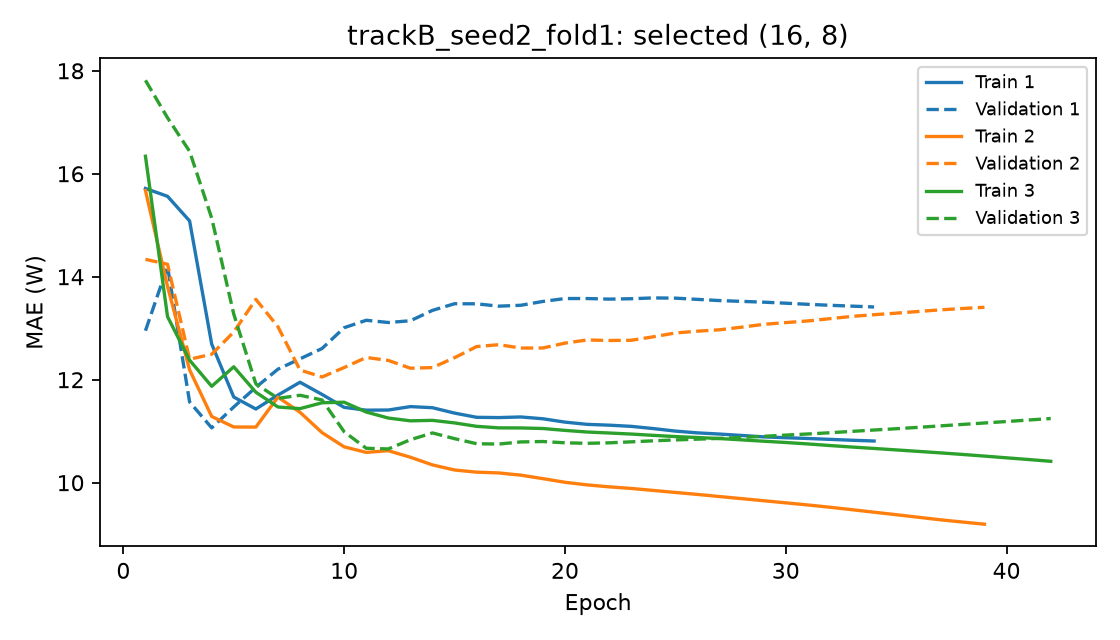 trackB_seed2_fold1: selected (16, 8)
18
16
14
12
10
MAE (W)
0
10
20
30
40
Epoch
Train 1
Validation 1
Train 2
Validation 2
Train 3
Validation 3